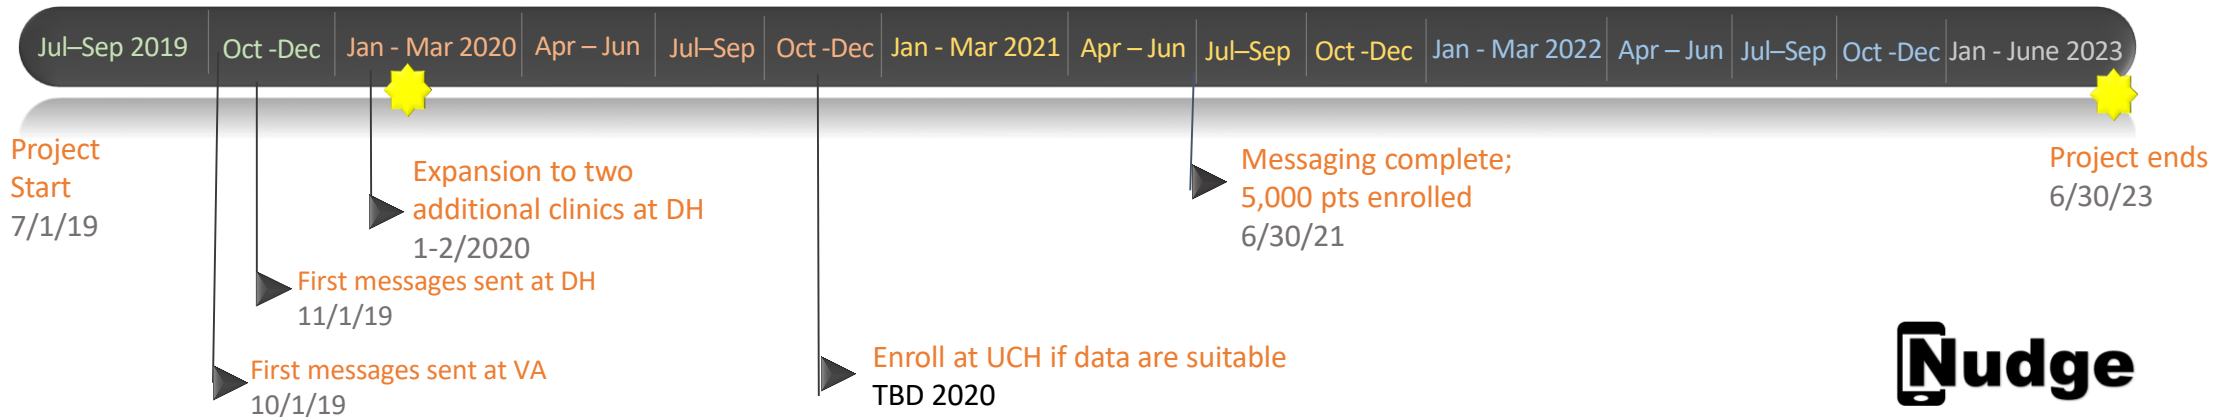 Jul–Sep 2019 Oct -Dec Jan - Mar 2020 Apr – Jun Jul–Sep Oct -Dec Jan - Mar 2021 Apr – Jun Jul–Sep Oct -Dec Jan - Mar 2022 Apr – Jun Jul–Sep Oct -Dec Jan - June 2023
Project
Start
7/1/19
Expansion to two
additional clinics at DH
1-2/2020
First messages sent at DH
11/1/19
First messages sent at VA
10/1/19
Enroll at UCH if data are suitable
TBD 2020
Messaging complete;
5,000 pts enrolled
6/30/21
Project ends
6/30/23
Nudge